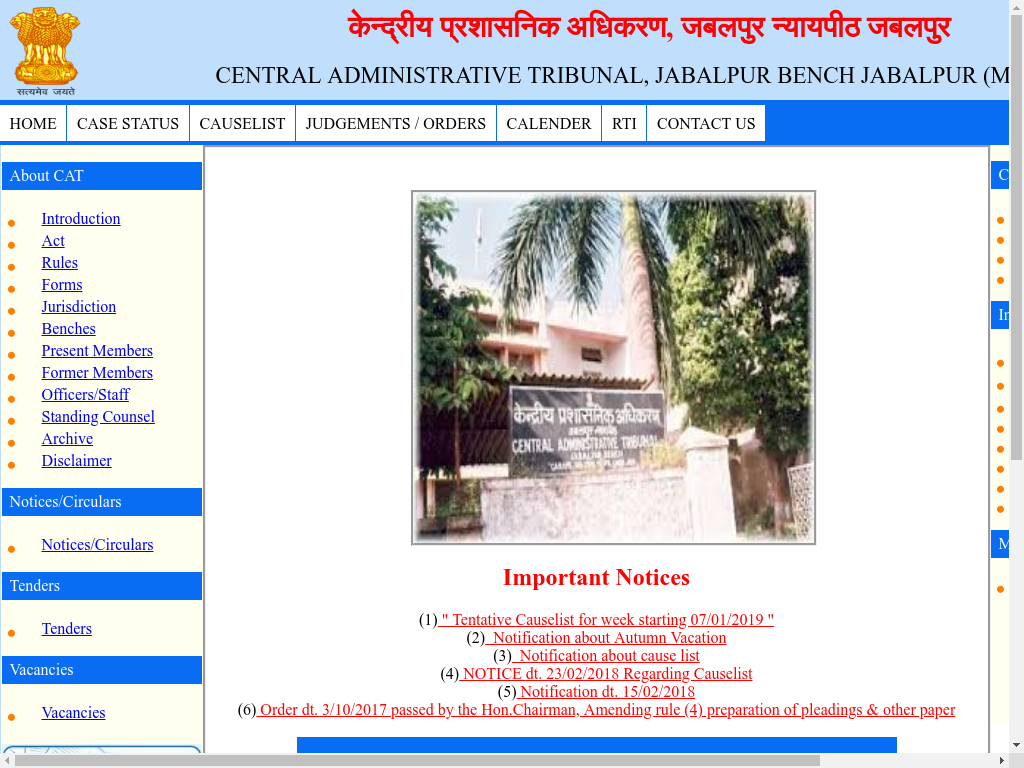 केन्द्रीय प्रशासनिक अधिकरण, जबलपुर न्यायपीठ जबलपुर
सत्यमेव जयते
CENTRAL ADMINISTRATIVE TRIBUNAL, JABALPUR BENCH JABALPUR (M
HOME CASE STATUS CAUSELIST JUDGEMENTS / ORDERS CALENDER RTI CONTACT US
About CAT
Introduction
Act
Rules
Forms
Jurisdiction
Benches
Present Members
Former Members
Officers/Staff
Standing Counsel
Archive
Disclaimer
Notices/Circulars
Notices/Circulars
Tenders
Tenders
Vacancies
Vacancies
केन्द्रीय प्रशासनिक अधिकरण
CENTRAL ADMINISTRATIVE TRIBUNAL
JABALPUR BENCH
Important Notices
(1) " Tentative Causelist for week starting 07/01/2019 "
(2) Notification about Autumn Vacation
(3) Notification about cause list
(4) NOTICE dt. 23/02/2018 Regarding Causelist
(5) Notification dt. 15/02/2018
(6) Order dt. 3/10/2017 passed by the Hon.Chairman, Amending rule (4) preparation of pleadings & other paper
C
In
M